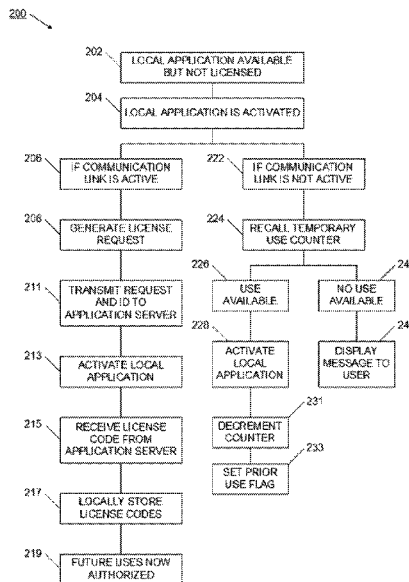 200
202
LOCAL APPLICATION AVAILABLE
BUT NOT LICENSED
204
LOCAL APPLICATION IS ACTIVATED
206
IF COMMUNICATION
LINK IS ACTIVE
222
IF COMMUNICATION
LINK IS NOT ACTIVE
208
GENERATE LICENSE
REQUEST
224
RECALL TEMPORARY
USE COUNTER
211
TRANSMIT REQUEST
AND ID TO
APPLICATION SERVER
226
USE
AVAILABLE
24
NO USE
AVAILABLE
213
ACTIVATE LOCAL
APPLICATION
228
ACTIVATE
LOCAL
APPLICATION
24
DISPLAY
MESSAGE TO
USER
215
RECEIVE LICENSE
CODE FROM
APPLICATION SERVER
231
DECREMENT
COUNTER
217
LOCALLY STORE
LICENSE CODES
233
SET PRIOR
USE FLAG
219
FUTURE USES NOW
AUTHORIZED